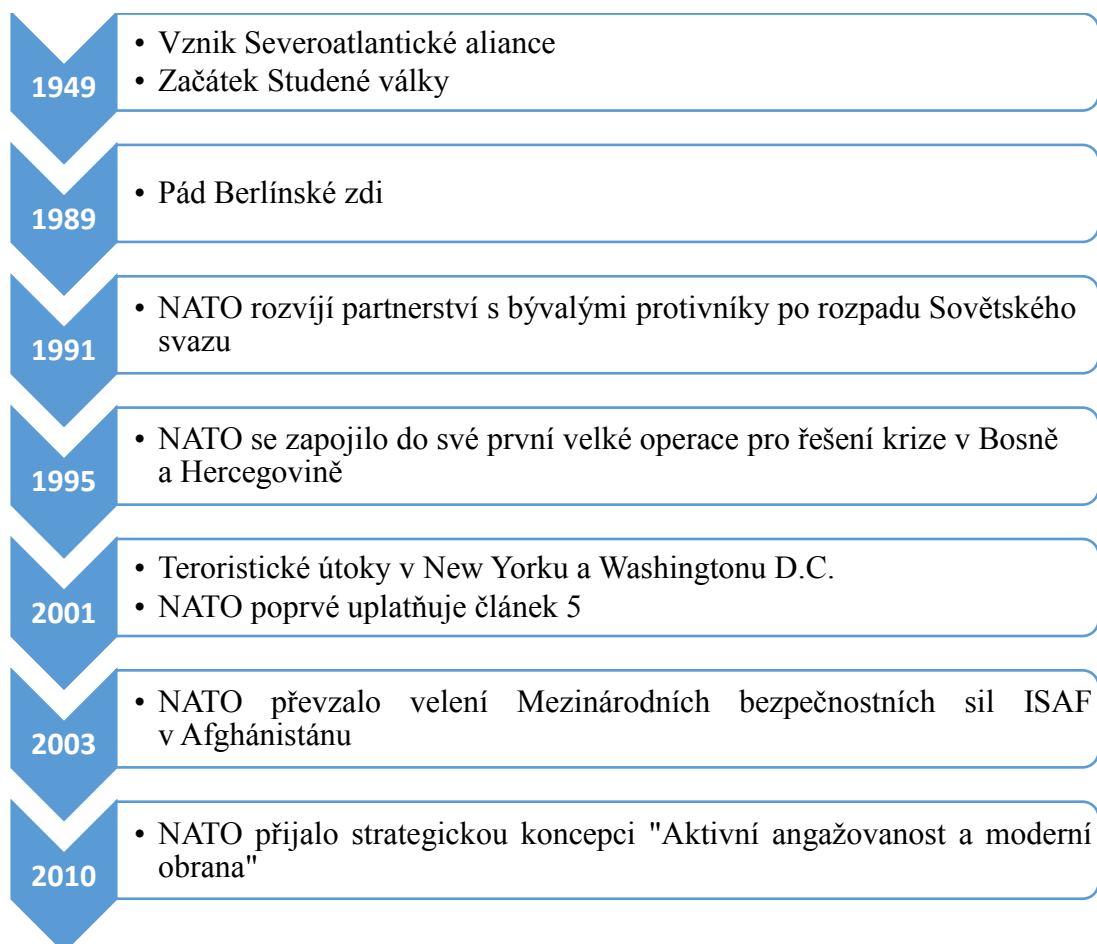 1949
• Vznik Severoatlantické aliance
• Začátek Studené války
1989
• Pád Berlínské zdi
1991
• NATO rozvíjí partnerství s bývalými protivníky po rozpadu Sovětského
svazu
1995
• NATO se zapojilo do své první velké operace pro řešení krize v Bosně
a Hercegovině
2001
• Teroristické útoky v New Yorku a Washingtonu D.C.
• NATO poprvé uplatňuje článek 5
2003
• NATO převzalo velení Mezinárodních bezpečnostních sil ISAF
v Afghánistánu
2010
• NATO přijalo strategickou koncepci "Aktivní angažovanost a moderní
obrana"